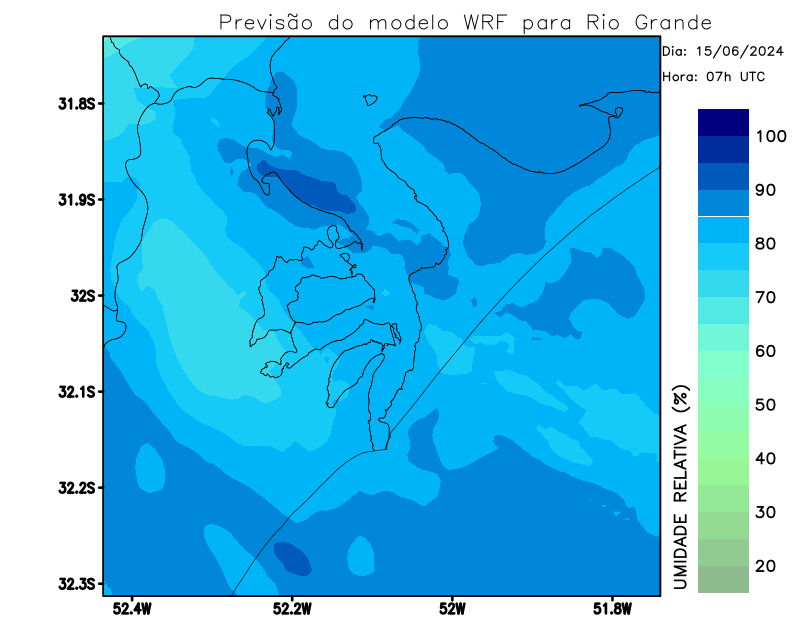 Previsão do modelo WRF para Rio Grande
Dia: 15/06/2024
Hora: 07h UTC
31.8S
31.9S
32S
32.1S
32.2S
32.3S
52.4W
52.2W
52W
51.8W
100
90
80
70
60
50
40
30
20
UMIDADE RELATIVA (%)